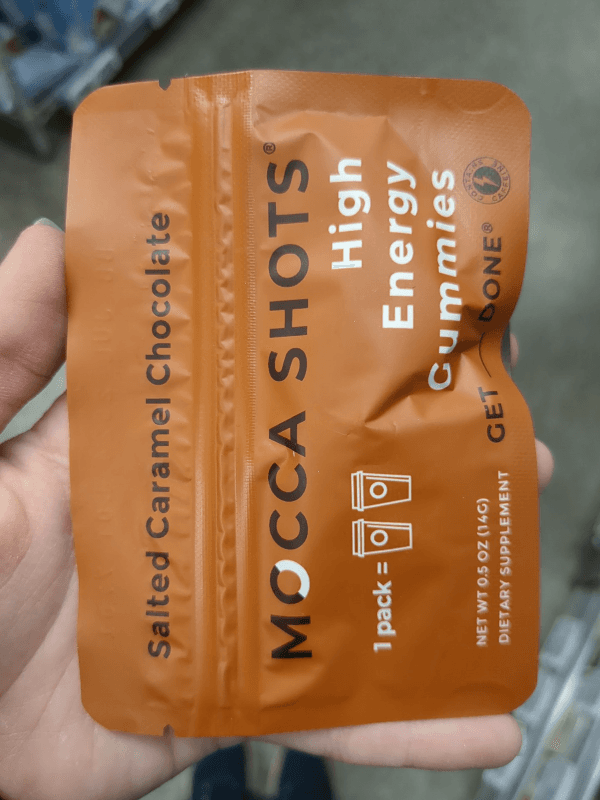 Salted Caramel Chocolate
MOCCA SHOTS®
High
Energy
Gummies
1 pack =
GET DONE®
NET WT 0.5 OZ (14G)
DIETARY SUPPLEMENT